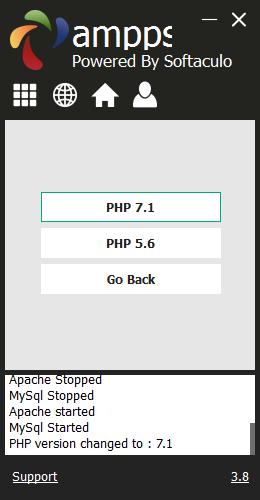 ampps
Powered By Softaculo
PHP 7.1
PHP 5.6
Go Back
Apache Stopped
MySql Stopped
Apache started
MySql Started
PHP version changed to : 7.1
Support
3.8